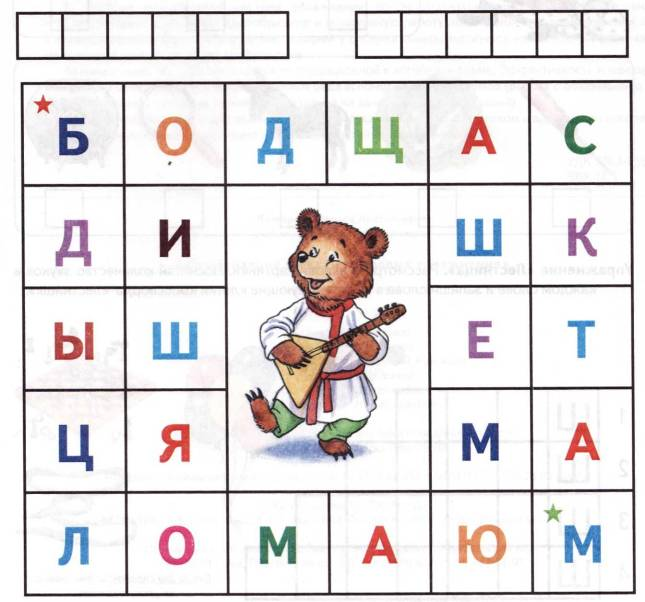 Б О Д Щ А С
Д И Ш К
Ы Ш Е Т
Ц Я М А
Л О М А Ю М